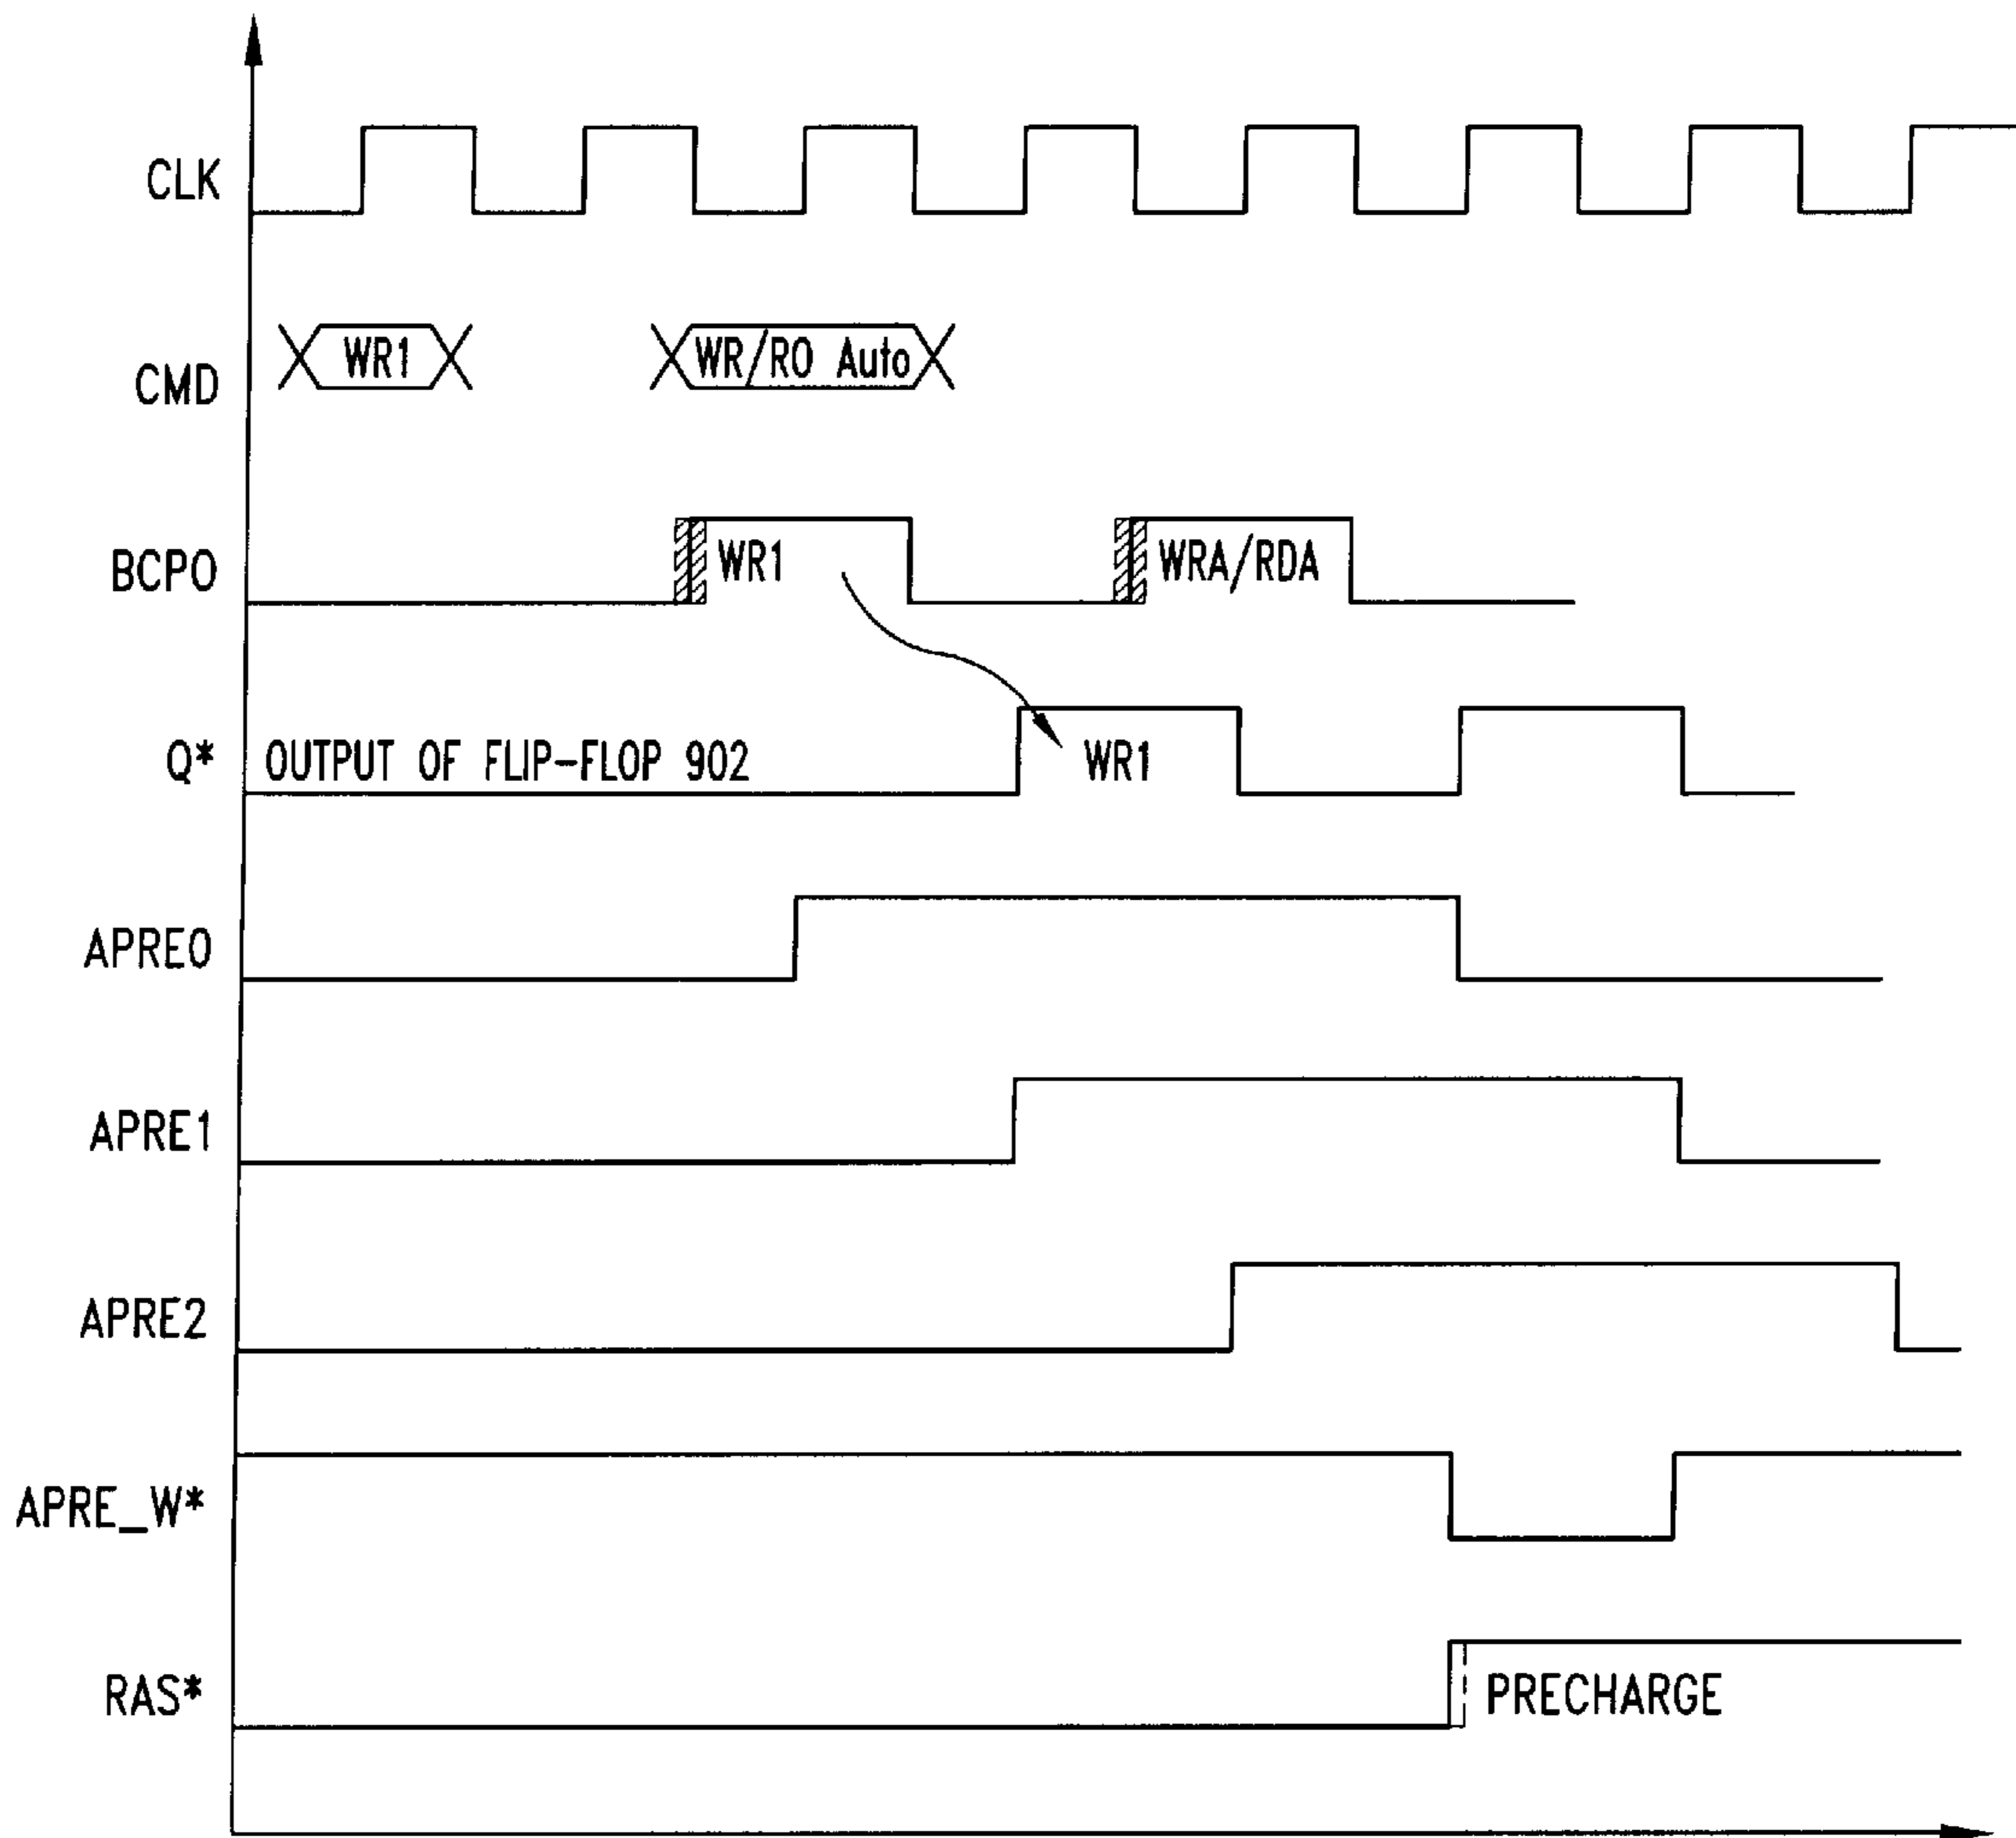 CLK
CMD WR1 WR/RO Auto
BCPO WR1 WRA/RDA
Q* OUTPUT OF FLIP-FLOP 902 WR1
APRE0
APRE1
APRE2
APRE_W*
RAS* PRECHARGE